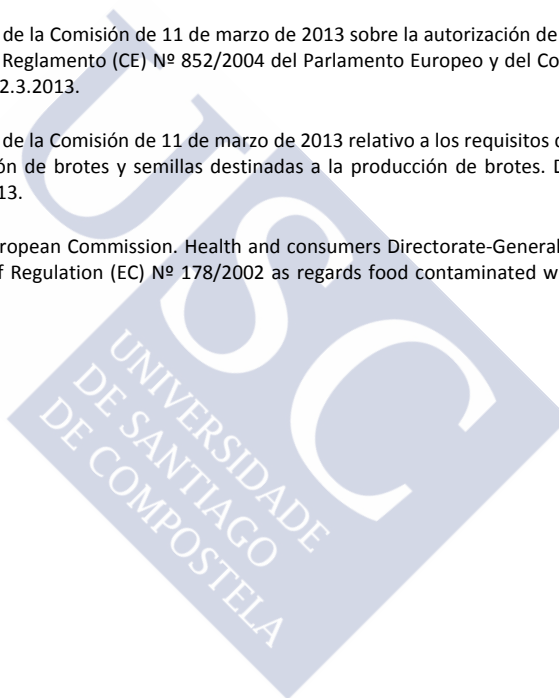 de la Comisión de 11 de marzo de 2013 sobre la autorización de
Reglamento (CE) Nº 852/2004 del Parlamento Europeo y del Co
2.3.2013.
de la Comisión de 11 de marzo de 2013 relativo a los requisitos
ón de brotes y semillas destinadas a la producción de brotes. D
13.
ropean Commission. Health and consumers Directorate-General
f Regulation (EC) Nº 178/2002 as regards food contaminated w
USC
UNIVERSIDADE
DE SANTIAGO
DE COMPOSTELA